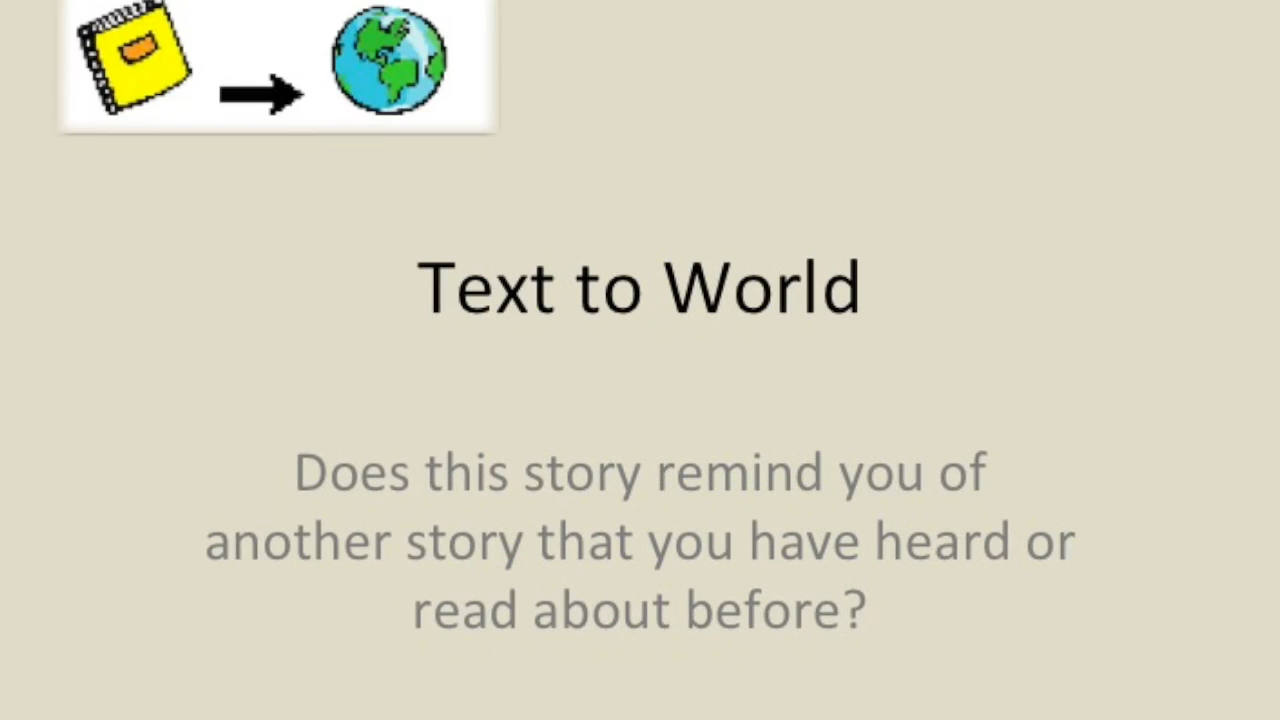 Text to World
Does this story remind you of
another story that you have heard or
read about before?